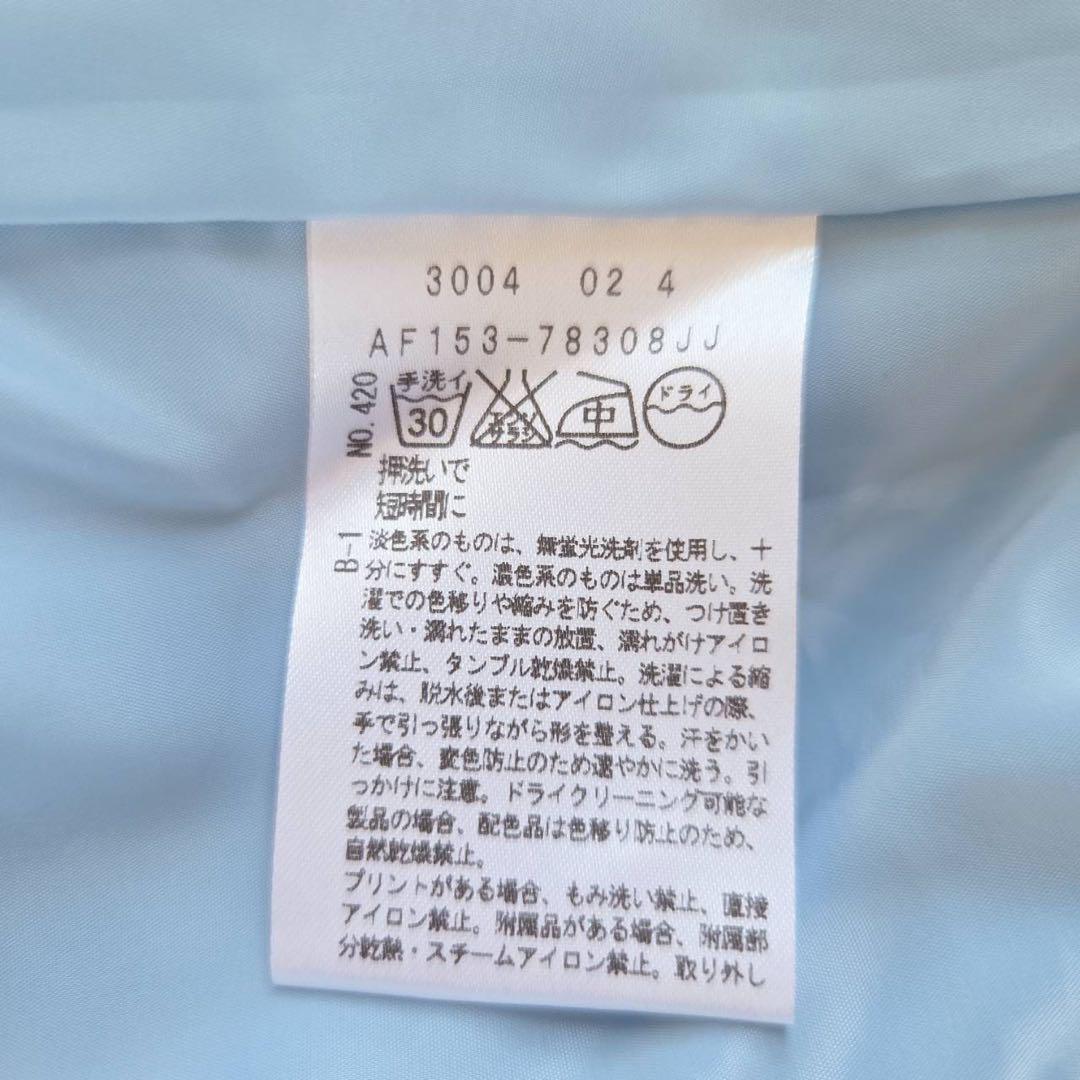 3004 02 4
AF153-78308JJ
NO. 420
手洗イ
30
エンソ
サラシ
中
ドライ
押洗いで
短時間に
B-1
淡色系のものは、無蛍光洗剤を使用し、十
分にすすぐ。濃色系のものは単品洗い。洗
濯での色移りや縮みを防ぐため、つけ置き
洗い・濡れたままの放置、濡れがけアイロ
ン禁止、タンブル乾燥禁止。洗濯による縮
みは、脱水後またはアイロン仕上げの際、
手で引っ張りながら形を整える。汗をかい
た場合、変色防止のため速やかに洗う。引
っかけに注意。ドライクリーニング可能な
製品の場合、配色品は色移り防止のため、
自然乾燥禁止。
プリントがある場合、もみ洗い禁止、直接
アイロン禁止。附属品がある場合、附属部
分乾熱・スチームアイロン禁止。取り外し